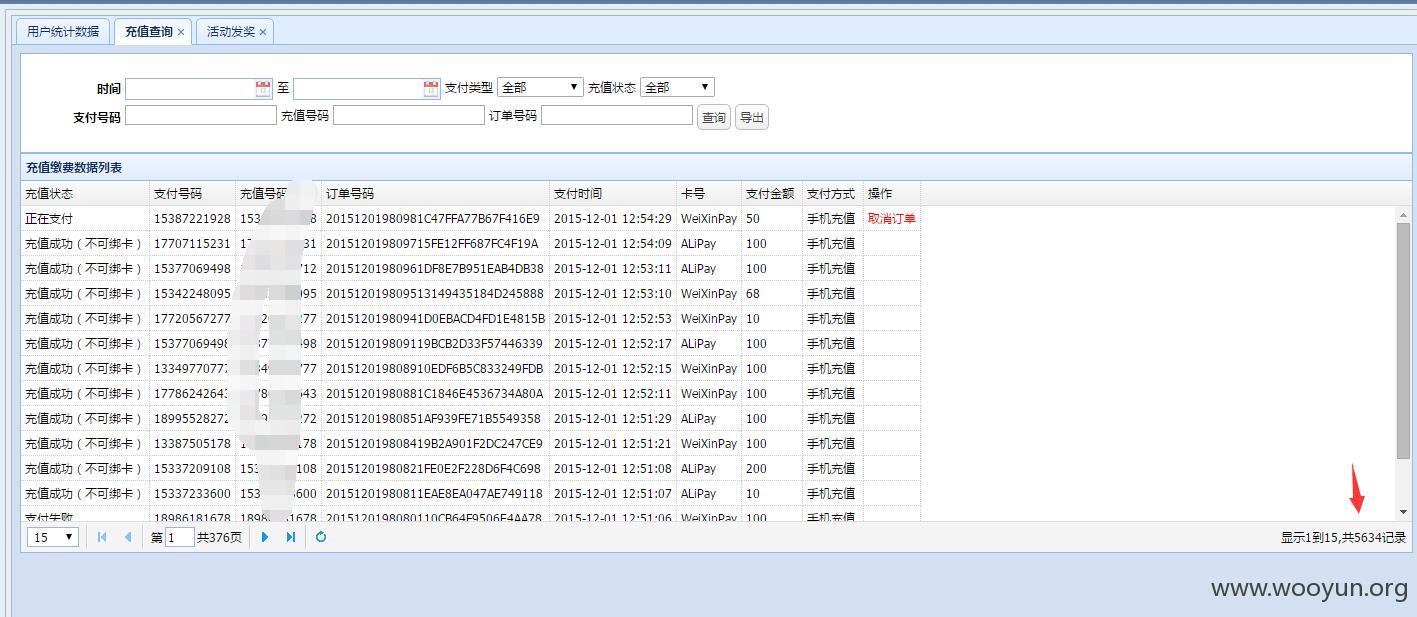 用户统计数据 充值查询 × 活动发奖 ×
时间 至 支付类型 全部 充值状态 全部
支付号码 充值号码 订单号码 查询 导出
充值缴费数据列表
充值状态 支付号码 充值号码 订单号码 支付时间 卡号 支付金额 支付方式 操作
正在支付 15387221928 153 8 20151201980981C47FFA77B67F416E9 2015-12-01 12:54:29 WeiXinPay 50 手机充值 取消订单
充值成功（不可绑卡） 17707115231 17 31 201512019809715FE12FF687FC4F19A 2015-12-01 12:54:09 ALiPay 100 手机充值
充值成功（不可绑卡） 15377069498 1 712 20151201980961DF8E7B951EAB4DB38 2015-12-01 12:53:11 ALiPay 100 手机充值
充值成功（不可绑卡） 15342248095 095 201512019809513149435184D245888 2015-12-01 12:53:10 WeiXinPay 68 手机充值
充值成功（不可绑卡） 17720567277 277 20151201980941D0EBACD4FD1E4815B 2015-12-01 12:52:53 WeiXinPay 10 手机充值
充值成功（不可绑卡） 15377069498 498 201512019809119BCB2D33F57446339 2015-12-01 12:52:17 ALiPay 100 手机充值
充值成功（不可绑卡） 13349770777 777 201512019808910EDF6B5C833249FDB 2015-12-01 12:52:15 WeiXinPay 100 手机充值
充值成功（不可绑卡） 17786242643 643 20151201980881C1846E4536734A80A 2015-12-01 12:52:11 WeiXinPay 100 手机充值
充值成功（不可绑卡） 18995528272 272 20151201980851AF939FE71B5549358 2015-12-01 12:51:29 ALiPay 100 手机充值
充值成功（不可绑卡） 13387505178 178 201512019808419B2A901F2DC247CE9 2015-12-01 12:51:21 WeiXinPay 100 手机充值
充值成功（不可绑卡） 15337209108 153 108 20151201980821FE0E2F228D6F4C698 2015-12-01 12:51:08 ALiPay 200 手机充值
充值成功（不可绑卡） 15337233600 153 600 20151201980811EAE8EA047AE749118 2015-12-01 12:51:07 ALiPay 10 手机充值
支付失败 18986181678 1898 1678 2015120198080110CB64F9506F4AA78 2015-12-01 12:51:06 WeiXinPay 100 手机充值
15 第 1 共376页 显示1到15,共5634记录
www.wooyun.org